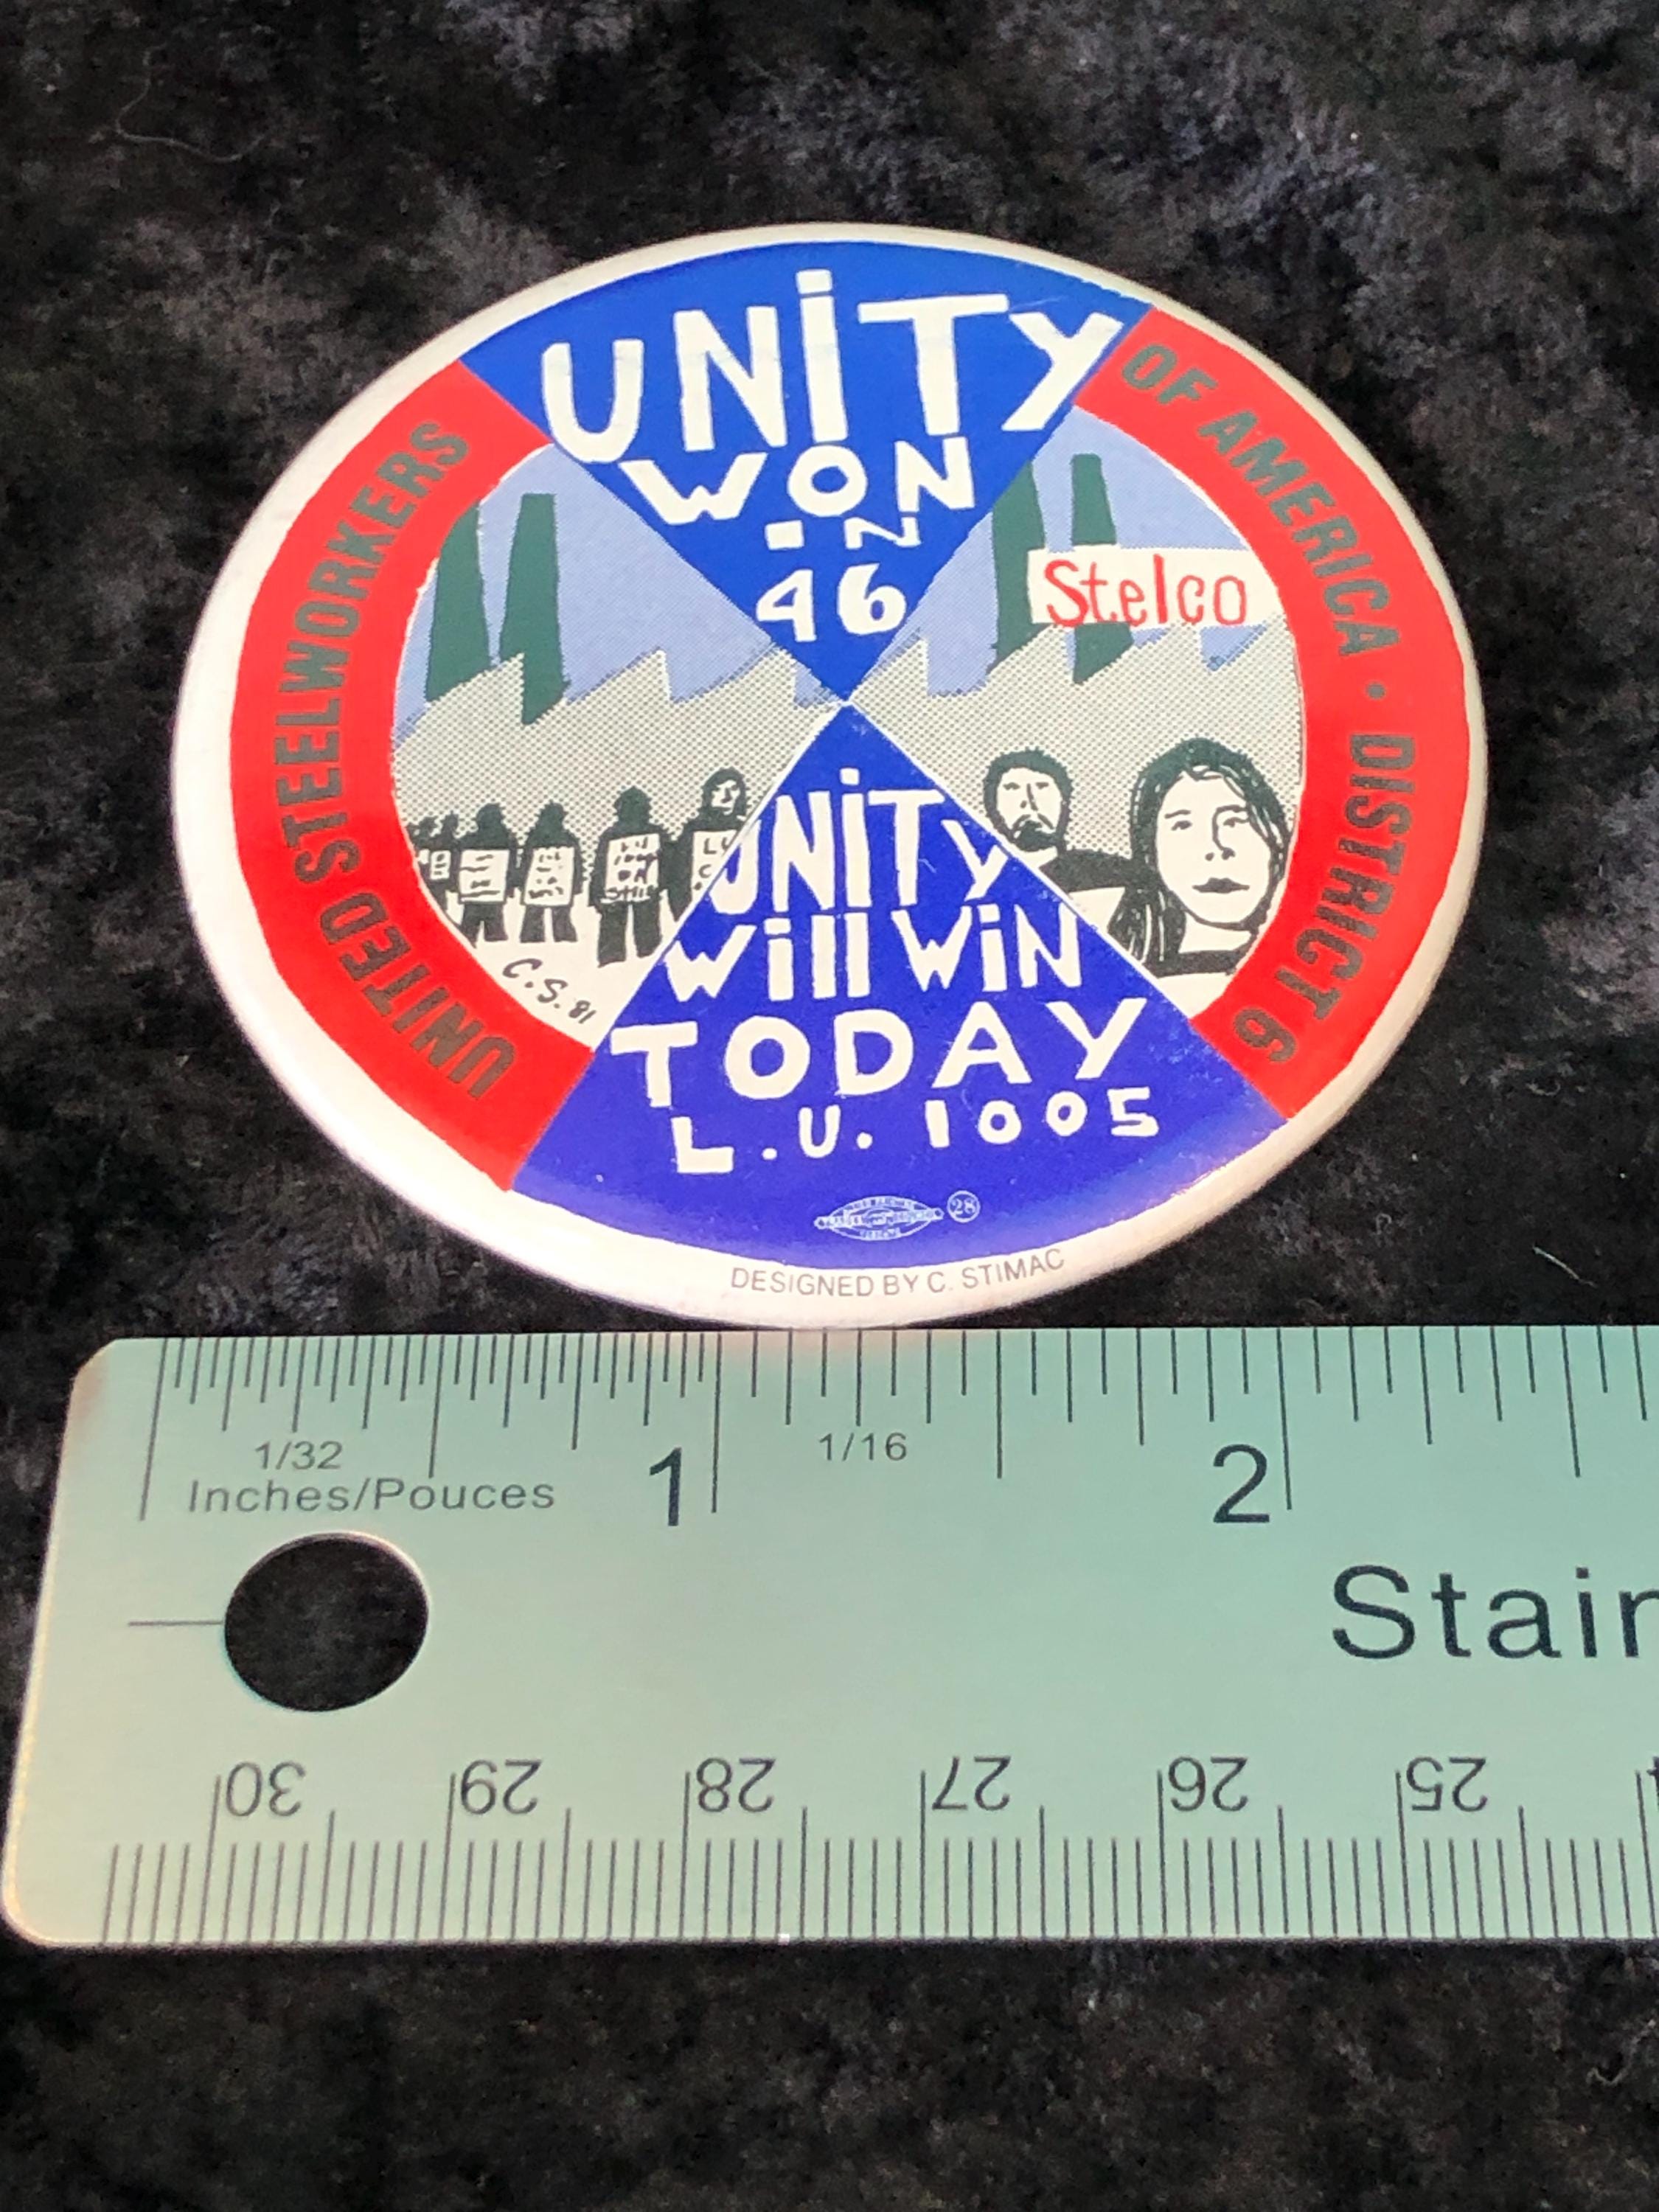 UNiTy
WON
iN
46
UNITED STEELWORKERS
OF AMERICA • DISTRICT 6
Stelco
UNiTy
Will WiN
TODAY
L.U. 1005
C.S. 81
28
DESIGNED BY C. STIMAC
1/32
1/16
Inches/Pouces
1
2
Stain
30
29
28
27
26
25